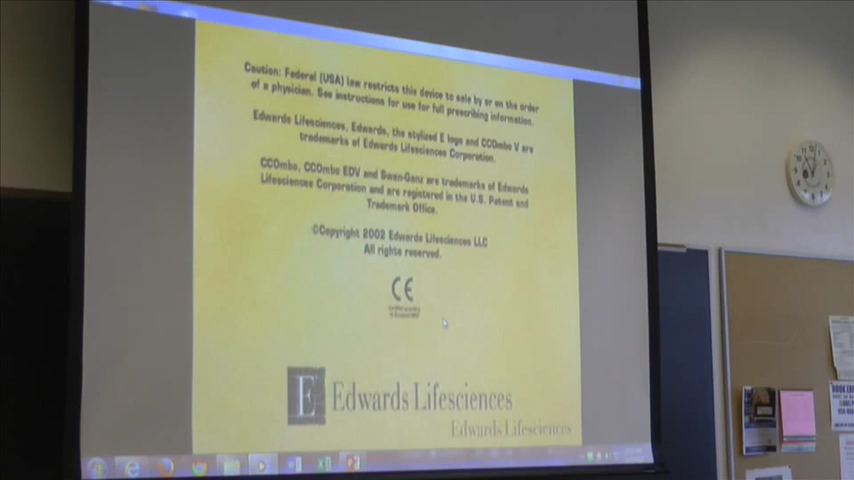 Caution: Federal (USA) law restricts this device to sale by or on the order
of a physician. See instructions for use for full prescribing information.
Edwards Lifesciences, Edwards, the stylized E logo and CCOmbo V are
trademarks of Edwards Lifesciences Corporation.
CCOmbo, CCOmbo EDV and Swan-Ganz are trademarks of Edwards
Lifesciences Corporation and are registered in the U.S. Patent and
Trademark Office.
©Copyright 2002 Edwards Lifesciences LLC
All rights reserved.
CE
E Edwards Lifesciences
Edwards Lifesciences